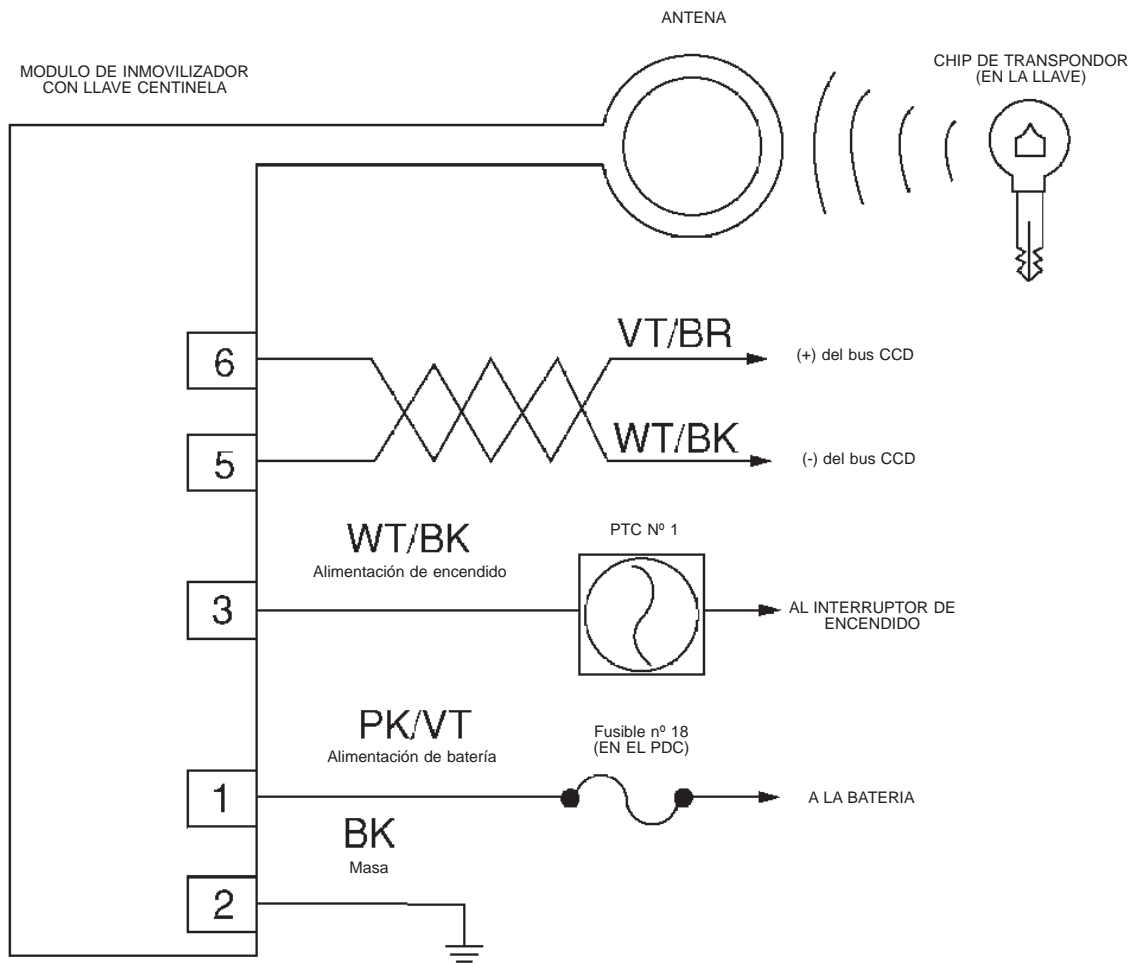 ANTENA
MODULO DE INMOVILIZADOR
CON LLAVE CENTINELA
CHIP DE TRANSPONDOR
(EN LA LLAVE)
6
VT/BR
(+) del bus CCD
5
WT/BK
(-) del bus CCD
WT/BK
Alimentación de encendido
PTC Nº 1
3
AL INTERRUPTOR DE
ENCENDIDO
PK/VT
Alimentación de batería
Fusible nº 18
(EN EL PDC)
1
A LA BATERIA
BK
Masa
2